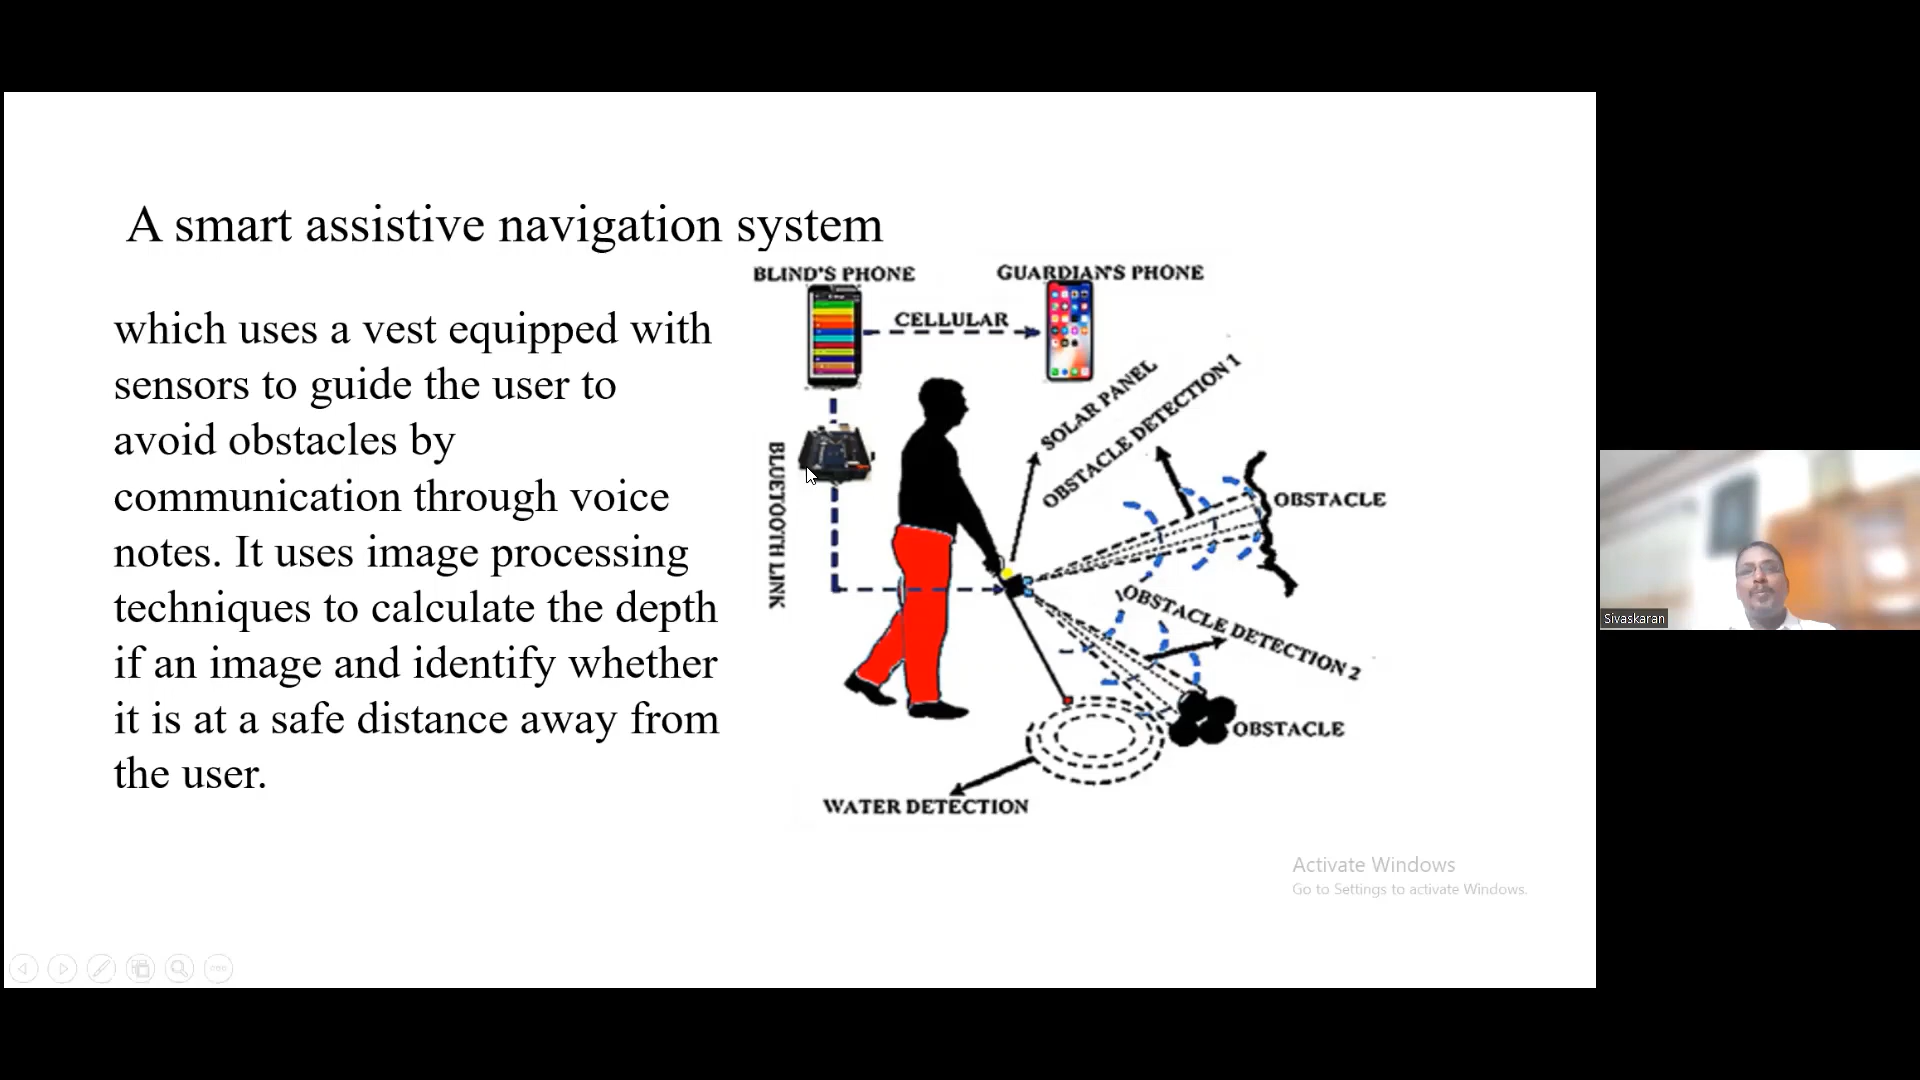 A smart assistive navigation system
which uses a vest equipped with
sensors to guide the user to
avoid obstacles by
communication through voice
notes. It uses image processing
techniques to calculate the depth
if an image and identify whether
it is at a safe distance away from
the user.
BLIND'S PHONE
GUARDIAN'S PHONE
CELLULAR
BLUETOOTH LINK
SOLAR PANEL
OBSTACLE DETECTION 1
OBSTACLE
OBSTACLE DETECTION 2
OBSTACLE
WATER DETECTION
Activate Windows
Go to Settings to activate Windows.
Sivaskaran